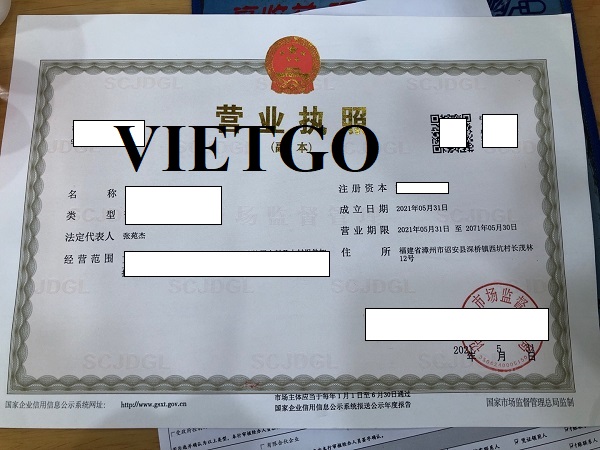 营业执照
(副本)
VIETGO
名 称
类 型
法定代表人 张苑杰
经营范围
注册资本
成立日期 2021年05月31日
营业期限 2021年05月31日 至 2071年05月30日
住 所 福建省漳州市诏安县深桥镇西坑村长茂林
12号
2021 5 31
年 月 日
国家企业信用信息公示系统网址: http://www.gsxt.gov.cn
市场主体应当于每年1月1日至6月30日通过
国家企业信用信息公示系统报送公示年度报告
国家市场监督管理总局监制